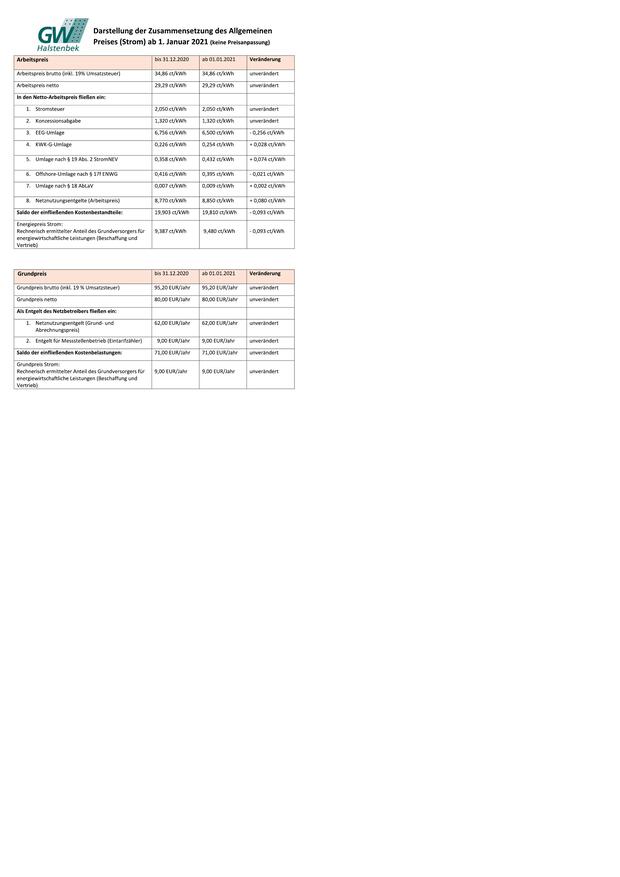 GW
Halstenbek
Darstellung der Zusammensetzung des Allgemeinen
Preises (Strom) ab 1. Januar 2021 (keine Preisanpassung)
Arbeitspreis bis 31.12.2020 ab 01.01.2021 Veränderung
Arbeitspreis brutto (inkl. 19% Umsatzsteuer) 34,86 ct/kWh 34,86 ct/kWh unverändert
Arbeitspreis netto 29,29 ct/kWh 29,29 ct/kWh unverändert
In den Netto-Arbeitspreis fließen ein:
1. Stromsteuer 2,050 ct/kWh 2,050 ct/kWh unverändert
2. Konzessionsabgabe 1,320 ct/kWh 1,320 ct/kWh unverändert
3. EEG-Umlage 6,756 ct/kWh 6,500 ct/kWh - 0,256 ct/kWh
4. KWK-G-Umlage 0,226 ct/kWh 0,254 ct/kWh + 0,028 ct/kWh
5. Umlage nach § 19 Abs. 2 StromNEV 0,358 ct/kWh 0,432 ct/kWh + 0,074 ct/kWh
6. Offshore-Umlage nach § 17f ENWG 0,416 ct/kWh 0,395 ct/kWh - 0,021 ct/kWh
7. Umlage nach § 18 AbLaV 0,007 ct/kWh 0,009 ct/kWh + 0,002 ct/kWh
8. Netznutzungsentgelte (Arbeitspreis) 8,770 ct/kWh 8,850 ct/kWh + 0,080 ct/kWh
Saldo der einfließenden Kostenbestandteile: 19,903 ct/kWh 19,810 ct/kWh - 0,093 ct/kWh
Energiepreis Strom:
Rechnerisch ermittelter Anteil des Grundversorgers für 9,387 ct/kWh 9,480 ct/kWh - 0,093 ct/kWh
energiewirtschaftliche Leistungen (Beschaffung und
Vertrieb)
Grundpreis bis 31.12.2020 ab 01.01.2021 Veränderung
Grundpreis brutto (inkl. 19 % Umsatzsteuer) 95,20 EUR/Jahr 95,20 EUR/Jahr unverändert
Grundpreis netto 80,00 EUR/Jahr 80,00 EUR/Jahr unverändert
Als Entgelt des Netzbetreibers fließen ein:
1. Netznutzungsentgelt (Grund- und 62,00 EUR/Jahr 62,00 EUR/Jahr unverändert
Abrechnungspreis)
2. Entgelt für Messstellenbetrieb (Eintarifzähler) 9,00 EUR/Jahr 9,00 EUR/Jahr unverändert
Saldo der einfließenden Kostenbelastungen: 71,00 EUR/Jahr 71,00 EUR/Jahr unverändert
Grundpreis Strom:
Rechnerisch ermittelter Anteil des Grundversorgers für 9,00 EUR/Jahr 9,00 EUR/Jahr unverändert
energiewirtschaftliche Leistungen (Beschaffung und
Vertrieb)